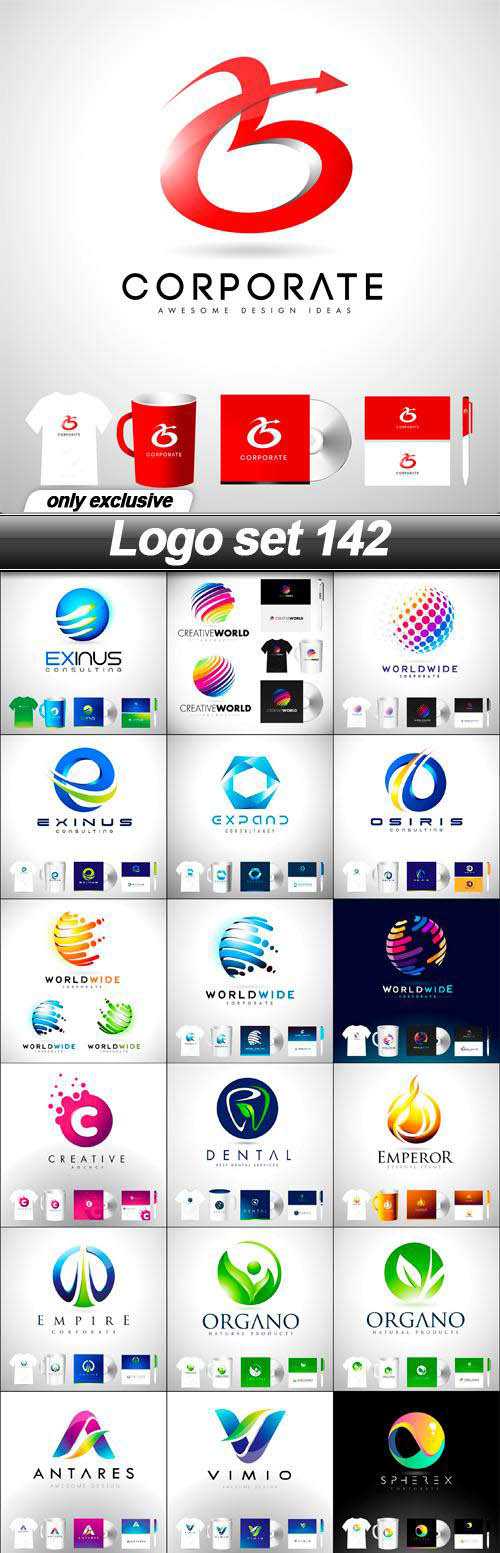 CORPORATE
AWESOME DESIGN IDEAS
CORPORATE
CORPORATE
CORPORATE
only exclusive
Logo set 142
EXINUS
CONSULTING
CREATIVEWORLD
CREATIVEWORLD
WORLDWIDE
CORPORATE
EXINUS
CONSULTING
EXPAND
CONSULTANCY
OSIRIS
CONSULTING
WORLDWIDE
CORPORATE
WORLDWIDE
WORLDWIDE
WORLDWIDE
CORPORATE
WORLDWIDE
CORPORATE
C
CREATIVE
AGENCY
DENTAL
BEST DENTAL SERVICES
EMPEROR
EMPIRE
CORPORATE
ORGANO
NATURAL PRODUCTS
ORGANO
NATURAL PRODUCTS
ANTARES
AWESOME DESIGN
VIMIO
AWESOME DESIGN
SPHEREX
CORPORATE